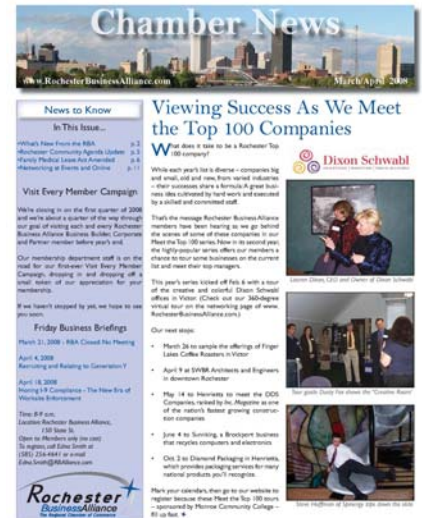 Chamber News
www.RochesterBusinessAlliance.com
March/April 2008
News to Know
In This Issue...
•What's New From the RBA p. 2
•Rochester Community Agenda Update p. 5
•Family Medical Leave Act Amended p. 6
•Networking at Events and Online p. 11
Visit Every Member Campaign
We're closing in on the first quarter of 2008
and we're about a quarter of the way through
our goal of visiting each and every Rochester
Business Alliance Business Builder, Corporate
and Partner member before year's end.
Our membership department staff is on the
road for our first-ever Visit Every Member
Campaign, dropping in and dropping off a
small token of our appreciation for your
membership.
If we haven't stopped by yet, we hope to see
you soon.
Friday Business Briefings
March 21, 2008 - RBA Closed No Meeting
April 4, 2008
Recruiting and Relating to Generation Y
April 18, 2008
Making I-9 Compliance - The New Era of
Worksite Enforcement
Time: 8-9 a.m.
Location: Rochester Business Alliance,
150 State St.
Open to Members only (no cost)
To register, call Edna Smith at
(585) 256-4641 or e-mail
Edna.Smith@RBAlliance.com
Rochester
BusinessAlliance
The Regional Chamber of Commerce
Viewing Success As We Meet
the Top 100 Companies
What does it take to be a Rochester Top
100 company?
While each year's list is diverse – companies big
and small, old and new, from varied industries
– their successes share a formula: A great busi-
ness idea cultivated by hard work and executed
by a skilled and committed staff.
That's the message Rochester Business Alliance
members have been hearing as we go behind
the scenes of some of these companies in our
Meet the Top 100 series. Now in its second year,
the highly-popular series offers our members a
chance to tour some businesses on the current
list and meet their top managers.
This year's series kicked off Feb 6 with a tour
of the creative and colorful Dixon Schwabl
offices in Victor. (Check out our 360-degree
virtual tour on the networking page of www.
RochesterBusinessAlliance.com.)
Our next stops:
• March 26 to sample the offerings of Finger
Lakes Coffee Roasters in Victor
• April 9 at SWBR Architects and Engineers
in downtown Rochester
• May 14 to Henrietta to meet the DDS
Companies, ranked by Inc. Magazine as one
of the nation's fastest growing construc-
tion companies
• June 4 to Sunnking, a Brockport business
that recycles computers and electronics
• Oct. 2 to Diamond Packaging in Henrietta,
which provides packaging services for many
national products you'll recognize.
Mark your calendars, then go to our website to
register because these Meet the Top 100 tours
– sponsored by Monroe Community College –
fill up fast.
Dixon Schwabl
Lauren Dixon, CEO and Owner of Dixon Schwabl
Tour guide Dusty Fox shows the "Creative Room"
Steve Hoffman of Synergy zips down the slide